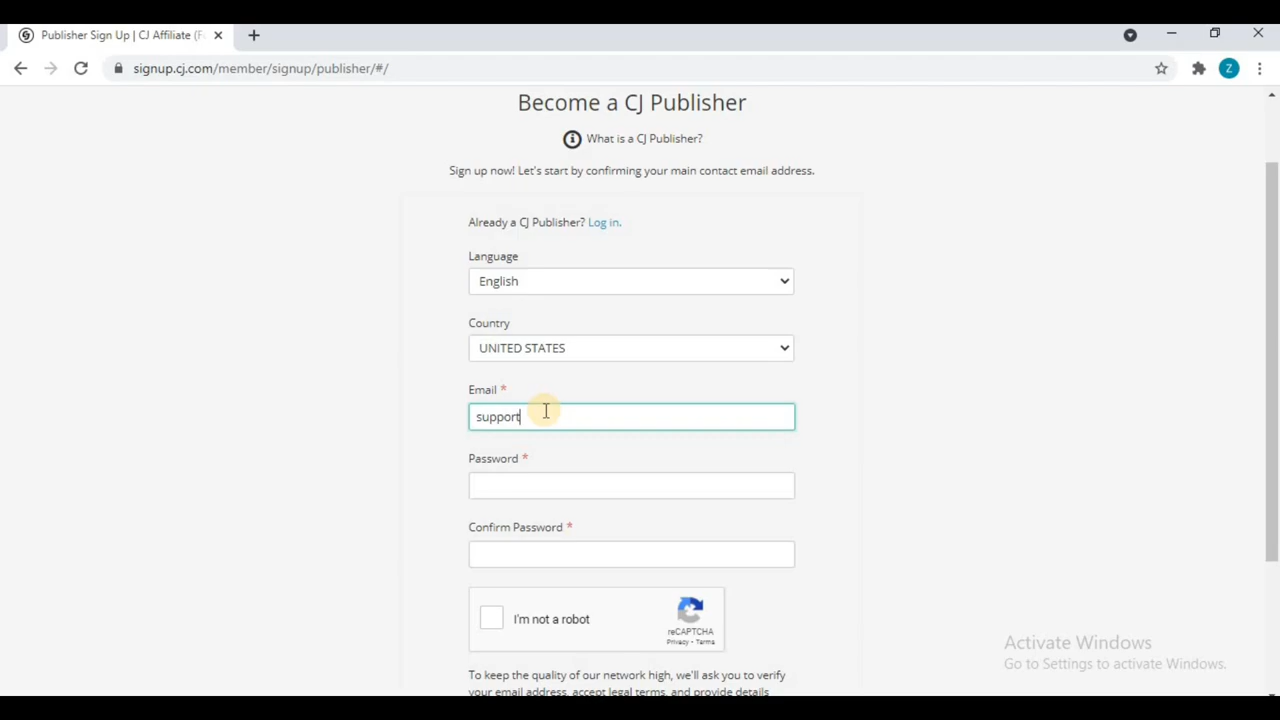 Publisher Sign Up | CJ Affiliate (F
signup.cj.com/member/signup/publisher/#/
Z
Become a CJ Publisher
What is a CJ Publisher?
Sign up now! Let's start by confirming your main contact email address.
Already a CJ Publisher? Log in.
Language
English
Country
UNITED STATES
Email *
support
Password *
Confirm Password *
I'm not a robot
reCAPTCHA
Privacy - Terms
Activate Windows
Go to Settings to activate Windows.
To keep the quality of our network high, we'll ask you to verify
your email address, accept legal terms, and provide details